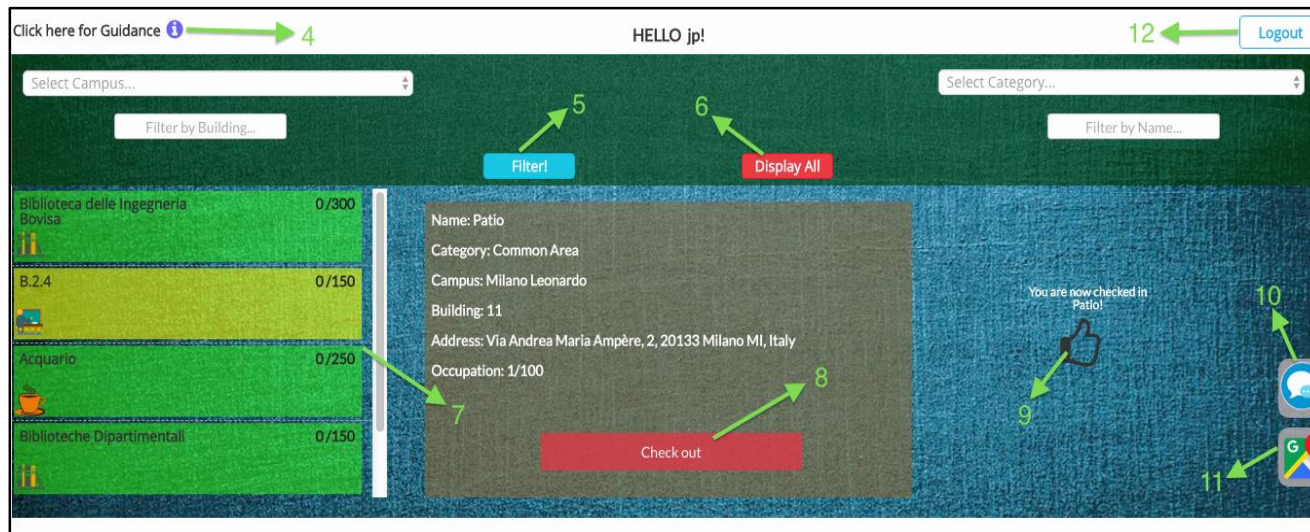 Click here for Guidance
4
HELLO jp!
12
Logout
Select Campus...
Select Category...
Filter by Building...
5
6
Filter by Name...
Filter!
Display All
Biblioteca delle Ingegneria
Bovisa
0/300
B.2.4
0/150
Acquario
0/250
Biblioteche Dipartimentali
0/150
7
Name: Patio
Category: Common Area
Campus: Milano Leonardo
Building: 11
Address: Via Andrea Maria Ampère, 2, 20133 Milano MI, Italy
Occupation: 1/100
8
Check out
You are now checked in
Patio!
9
10
G
11